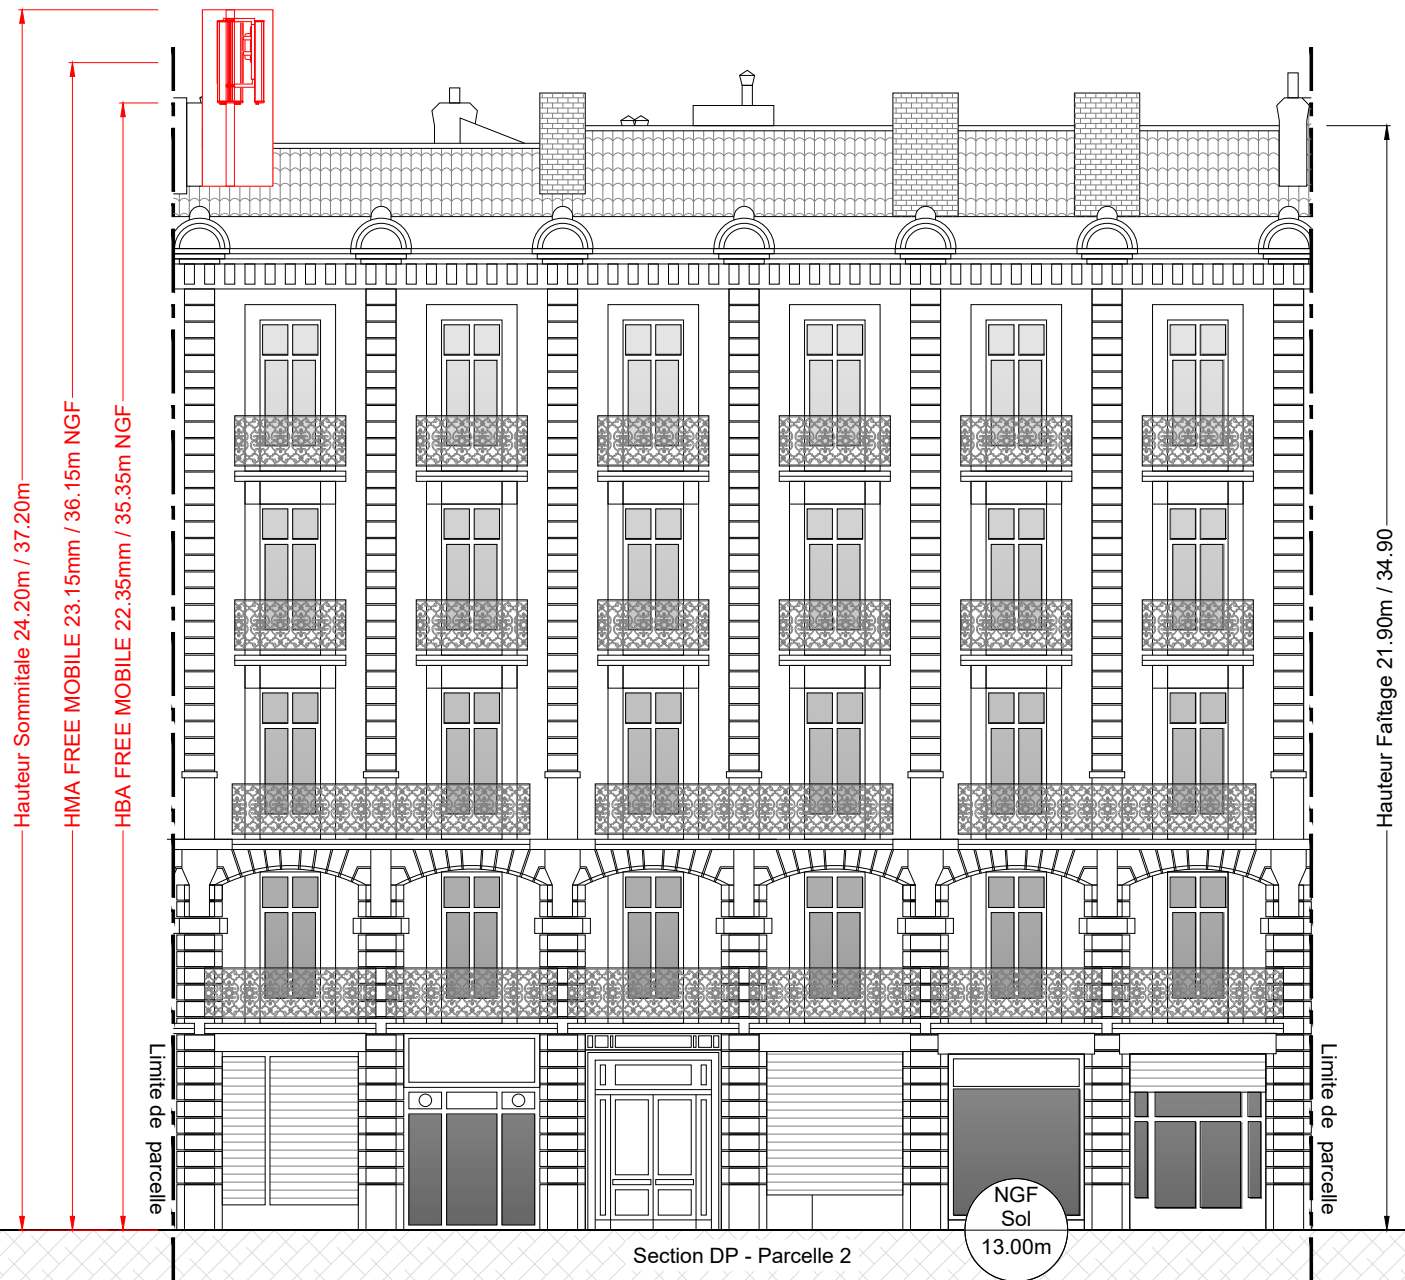 Hauteur Sommitale 24.20m / 37.20m
HMA FREE MOBILE 23.15mm / 36.15m NGF
HBA FREE MOBILE 22.35mm / 35.35m NGF
Hauteur Faîtage 21.90m / 34.90
Limite de parcelle
Limite de parcelle
NGF
Sol
13.00m
Section DP - Parcelle 2